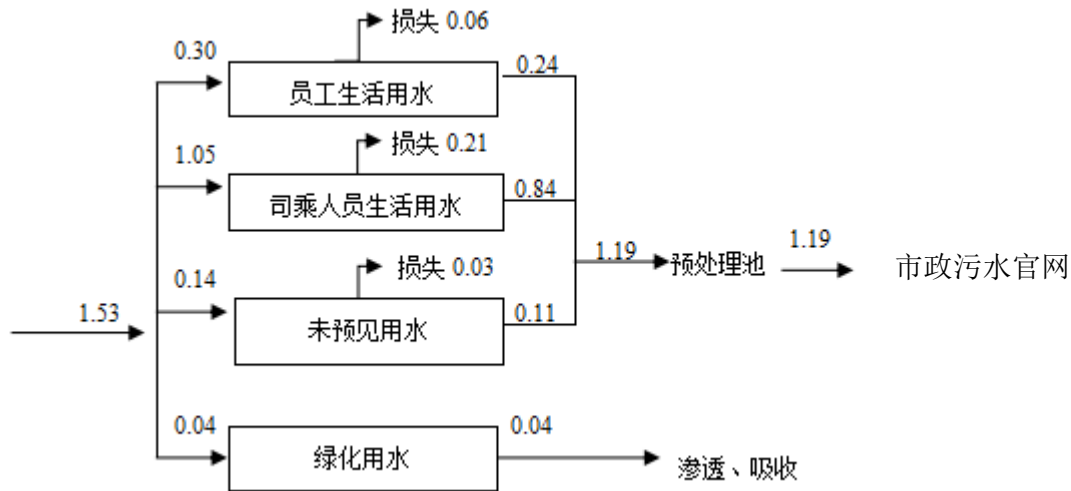 损失 0.06
0.30
员工生活用水
0.24
损失 0.21
1.05
司乘人员生活用水
0.84
1.19
预处理池
1.19
市政污水官网
损失 0.03
0.14
1.53
未预见用水
0.11
0.04
绿化用水
0.04
渗透、吸收